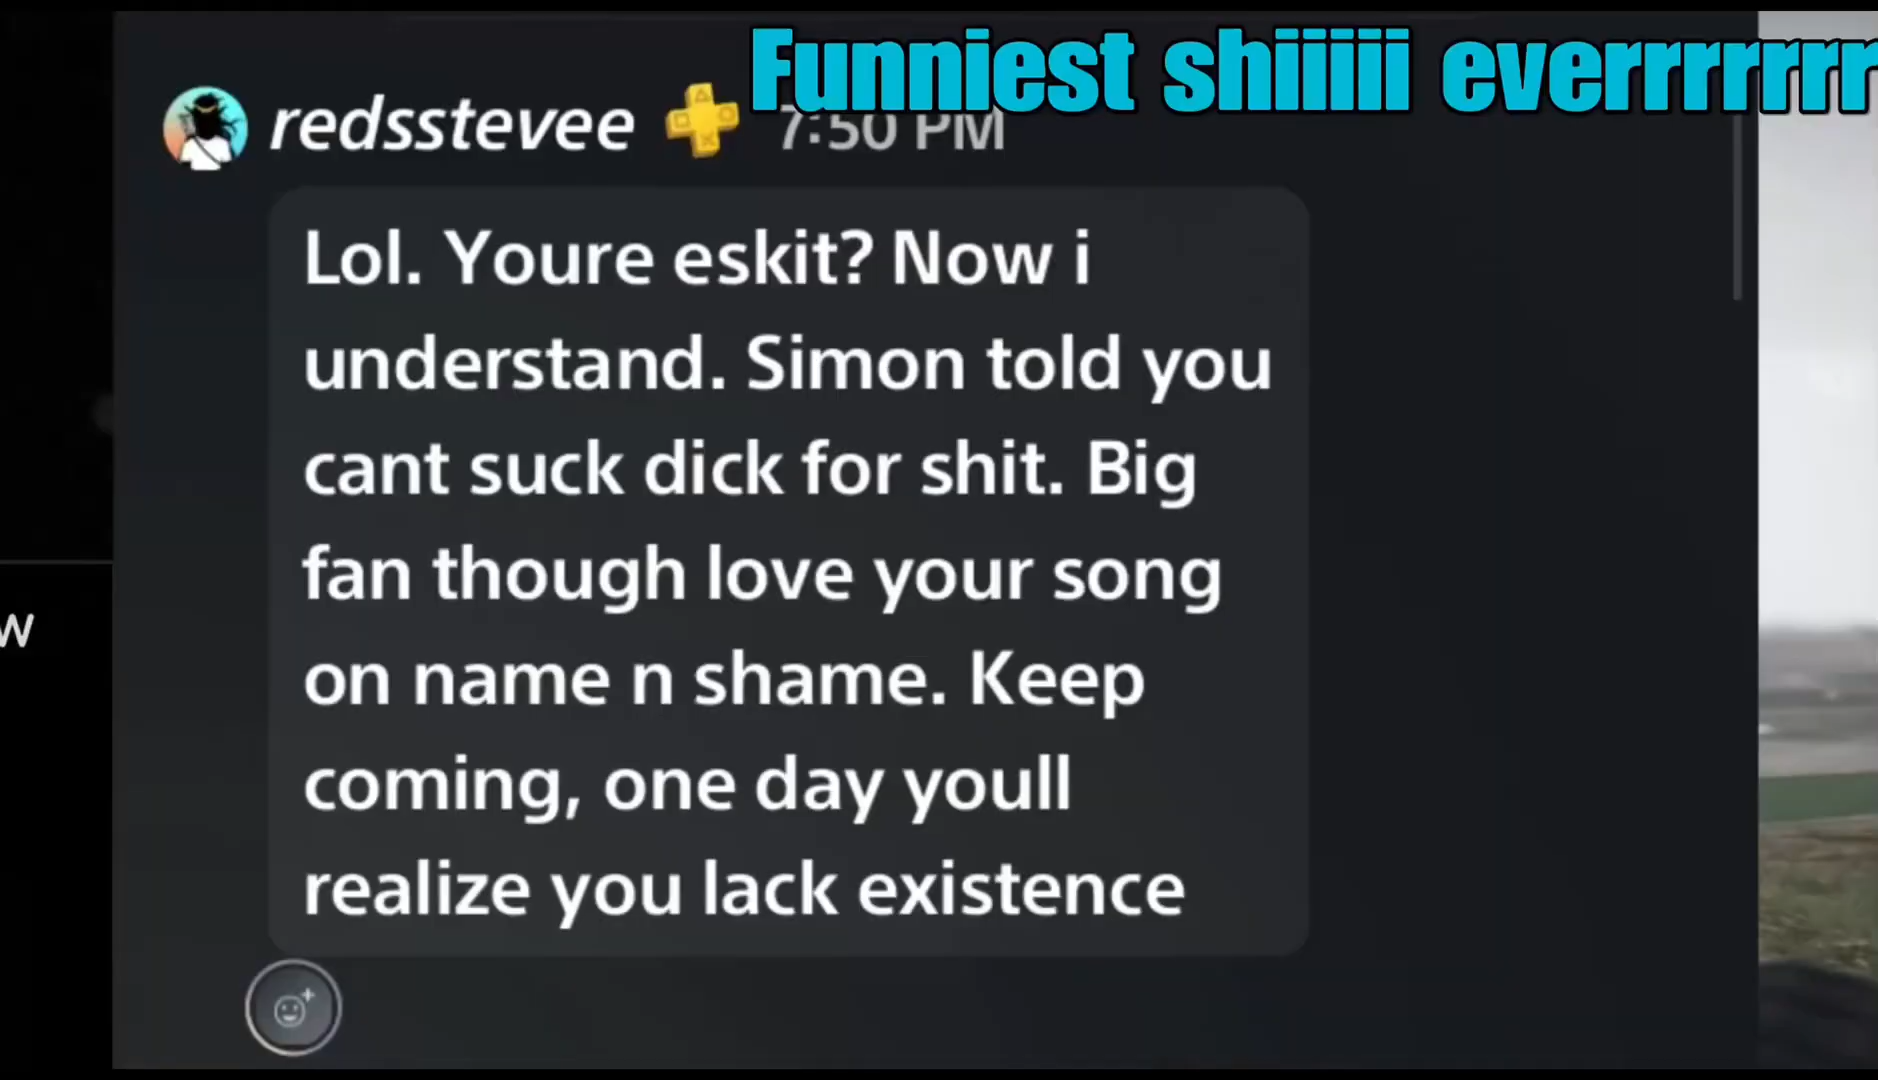 Funniest shiiiii everrrrrrr
redsstevee 7:50 PM
Lol. Youre eskit? Now i
understand. Simon told you
cant suck dick for shit. Big
fan though love your song
on name n shame. Keep
coming, one day youll
realize you lack existence
w